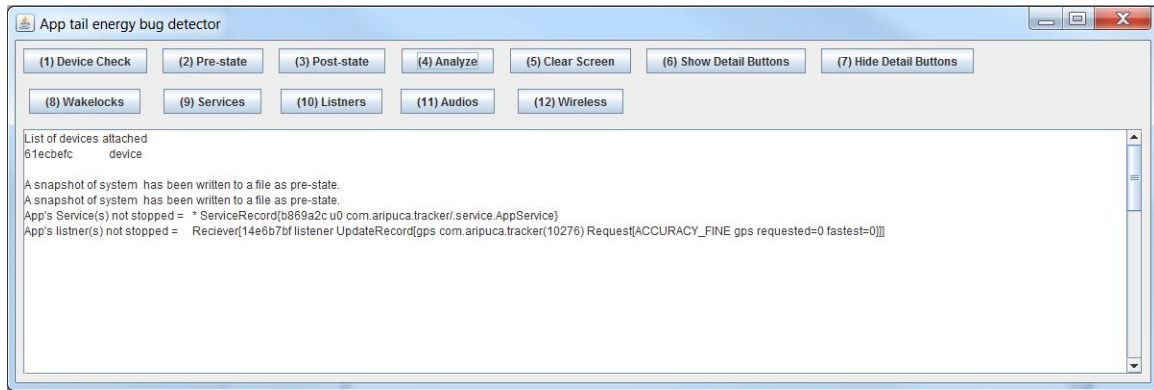 App tail energy bug detector
(1) Device Check (2) Pre-state (3) Post-state (4) Analyze (5) Clear Screen (6) Show Detail Buttons (7) Hide Detail Buttons
(8) Wakelocks (9) Services (10) Listners (11) Audios (12) Wireless
List of devices attached
61ecbefc device
A snapshot of system has been written to a file as pre-state.
A snapshot of system has been written to a file as pre-state.
App's Service(s) not stopped = * ServiceRecord{b869a2c u0 com.aripuca.tracker/.service.AppService}
App's listner(s) not stopped = Reciever[14e6b7bf listener UpdateRecord[gps com.aripuca.tracker(10276) Request[ACCURACY_FINE gps requested=0 fastest=0]]]